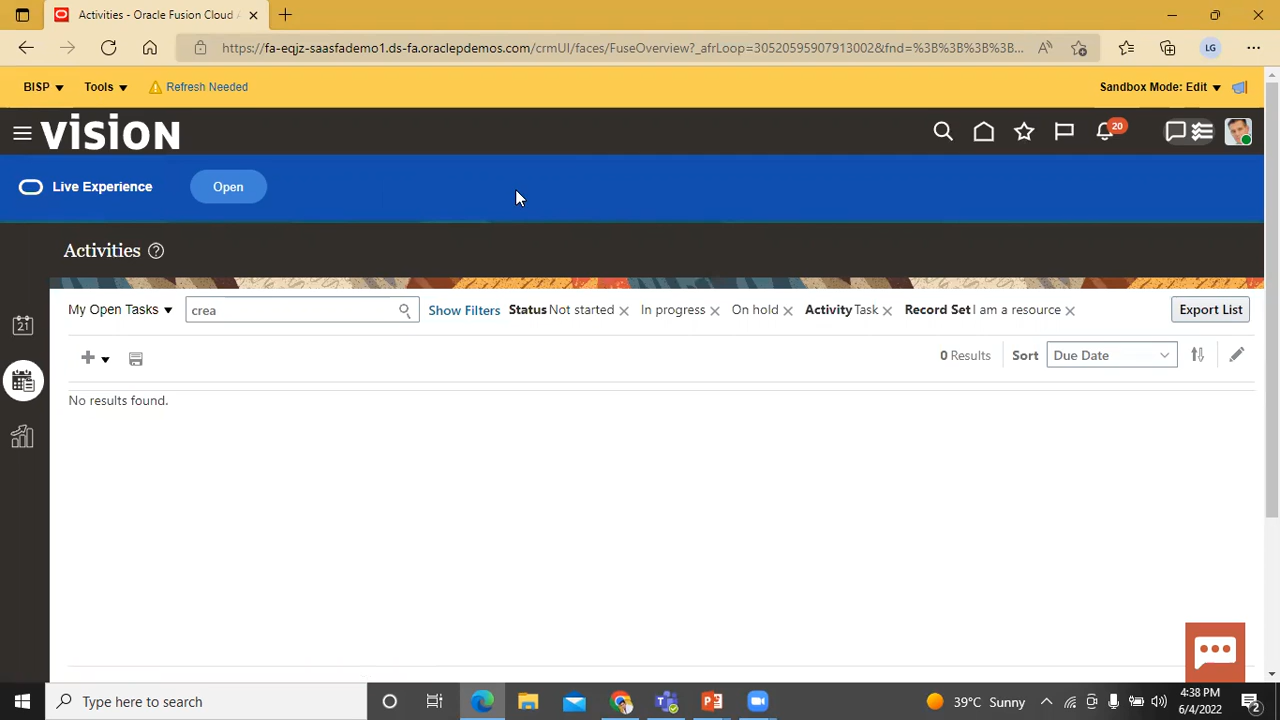 Activities - Oracle Fusion Cloud A
https://fa-eqjz-saasfademo1.ds-fa.oraclepdemos.com/crmUI/faces/FuseOverview?_afrLoop=30520595907913002&fnd=%3B%3B%3B%3...
LG
BISP Tools Refresh Needed Sandbox Mode: Edit
vision 20
Live Experience Open
Activities ?
My Open Tasks crea Show Filters Status Not started In progress On hold Activity Task Record Set I am a resource Export List
0 Results Sort Due Date
No results found.
21
Type here to search
39°C Sunny
4:38 PM
6/4/2022
2